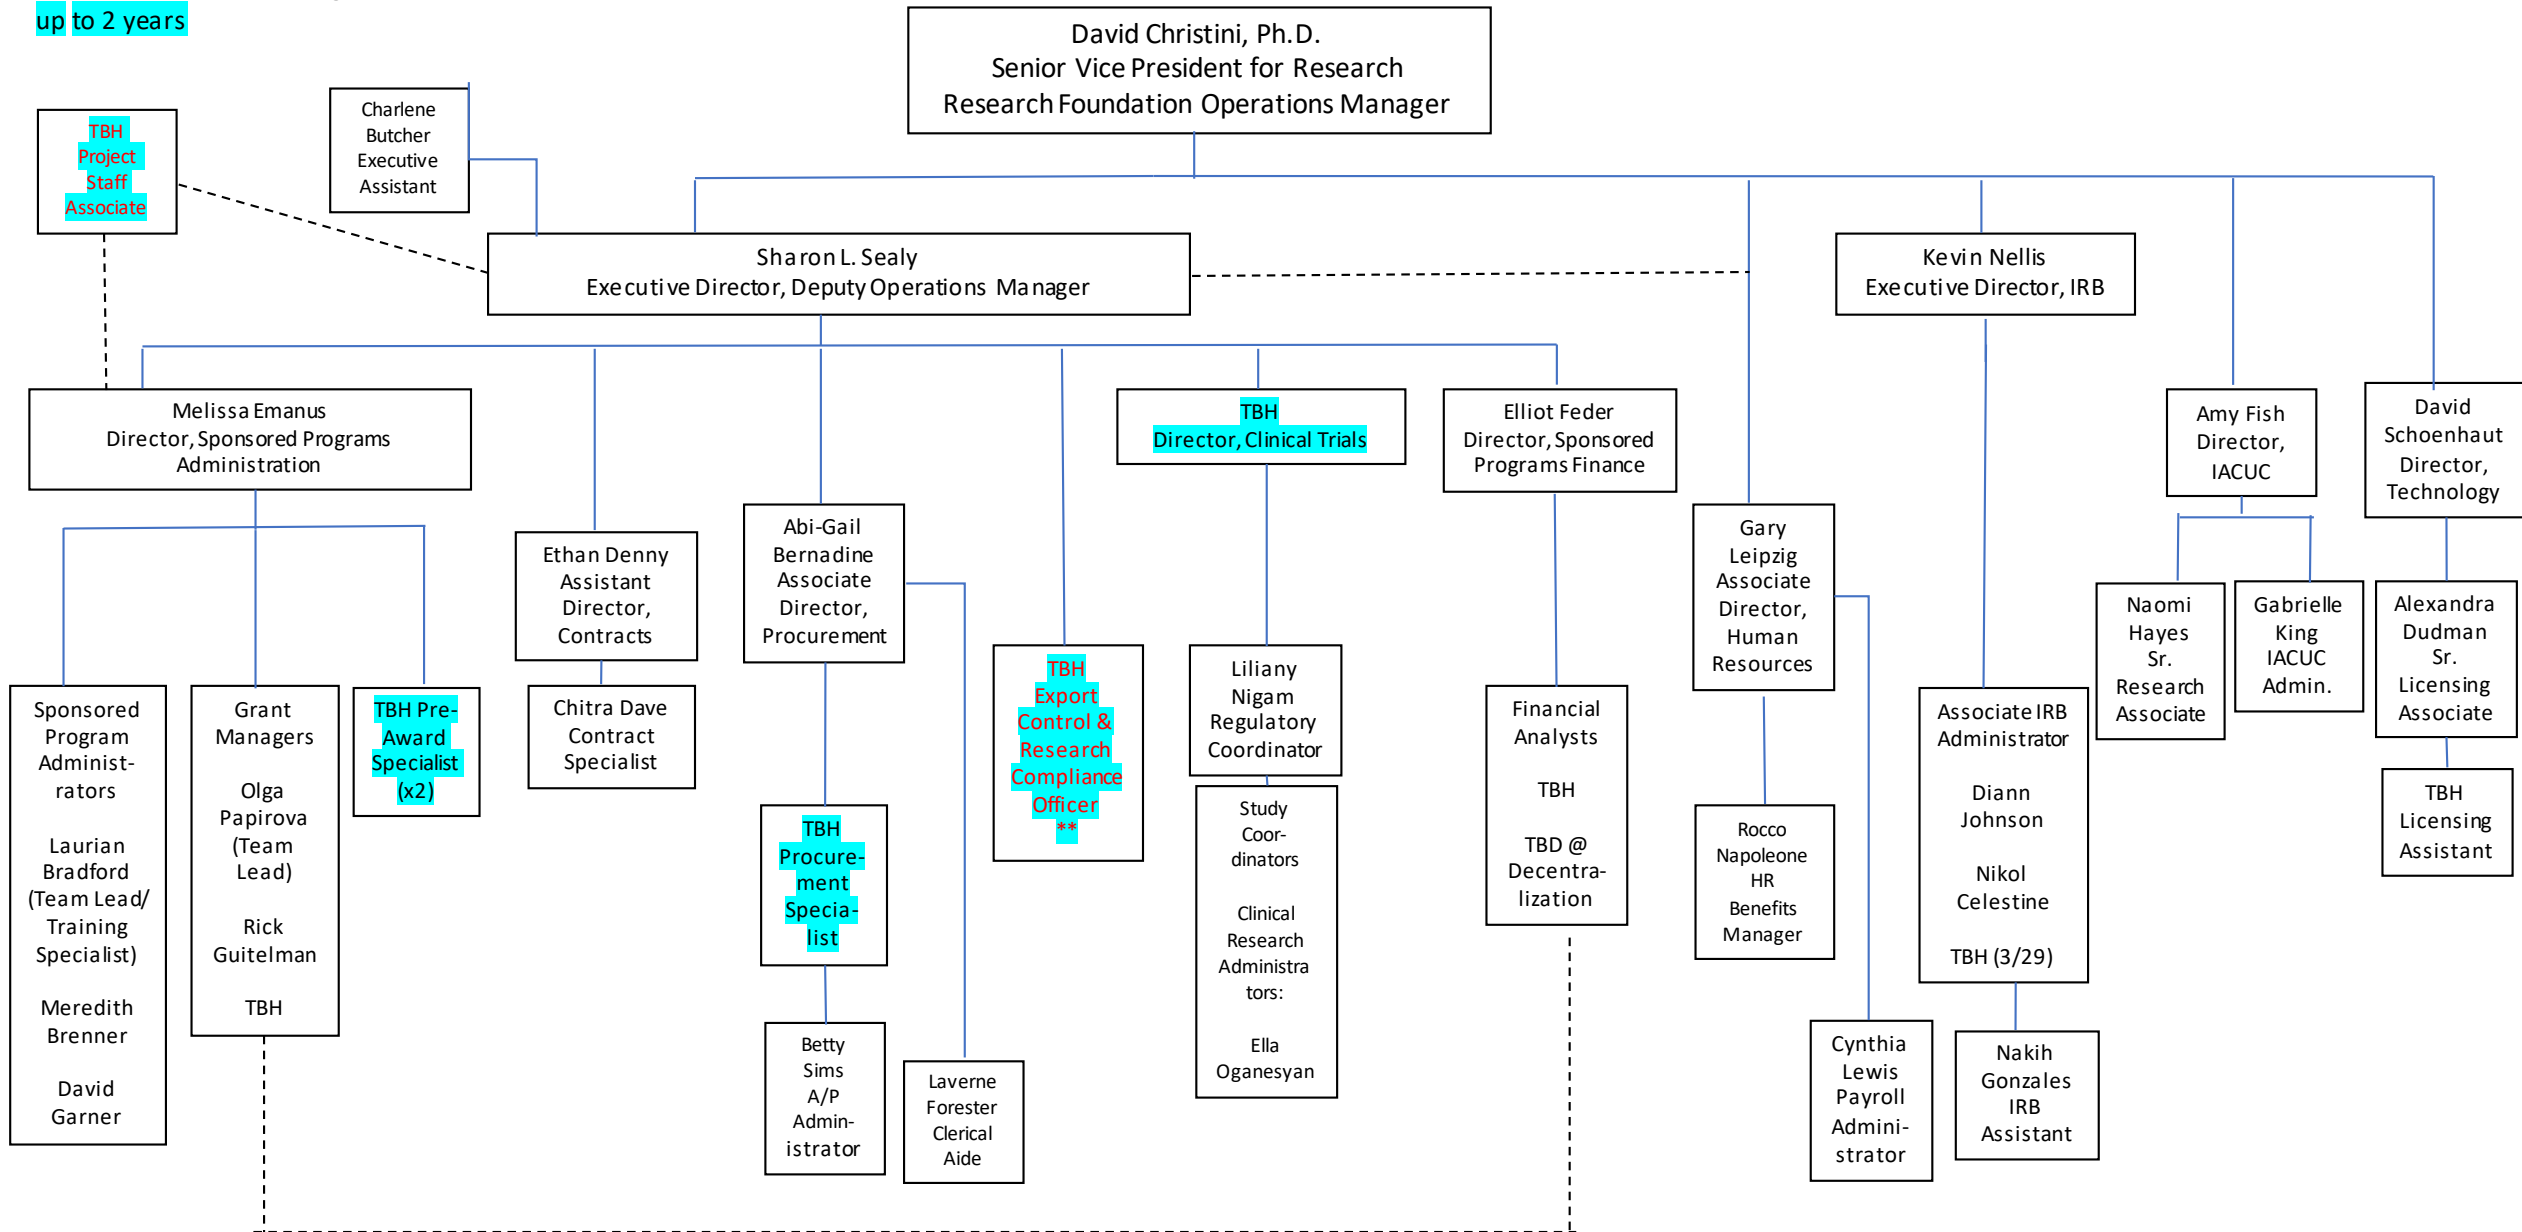 up to 2 years
David Christini, Ph.D.
Senior Vice President for Research
Research Foundation Operations Manager
Charlene
Butcher
Executive
Assistant
TBH
Project
Staff
Associate
Sharon L. Sealy
Executive Director, Deputy Operations Manager
Kevin Nellis
Executive Director, IRB
Melissa Emanus
Director, Sponsored Programs
Administration
TBH
Director, Clinical Trials
Elliot Feder
Director, Sponsored
Programs Finance
Amy Fish
Director,
IACUC
David
Schoenhaut
Director,
Technology
Ethan Denny
Assistant
Director,
Contracts
Abi-Gail
Bernadine
Associate
Director,
Procurement
Gary
Leipzig
Associate
Director,
Human
Resources
Naomi
Hayes
Sr.
Research
Associate
Gabrielle
King
IACUC
Admin.
Alexandra
Dudman
Sr.
Licensing
Associate
Sponsored
Program
Administ-
rators
Laurian
Bradford
(Team Lead/
Training
Specialist)
Meredith
Brenner
David
Garner
Grant
Managers
Olga
Papirova
(Team
Lead)
Rick
Guitelman
TBH
TBH Pre-
Award
Specialist
(x2)
Chitra Dave
Contract
Specialist
TBH
Procure-
ment
Specia-
list
TBH
Export
Control &
Research
Compliance
Officer
**
Liliany
Nigam
Regulatory
Coordinator
Study
Coor-
dinators
Clinical
Research
Administra
tors:
Ella
Oganesyan
Financial
Analysts
TBH
TBD @
Decentra-
lization
Rocco
Napoleone
HR
Benefits
Manager
Associate IRB
Administrator
Diann
Johnson
Nikol
Celestine
TBH (3/29)
TBH
Licensing
Assistant
Betty
Sims
A/P
Admin-
istrator
Laverne
Forester
Clerical
Aide
Cynthia
Lewis
Payroll
Admini-
strator
Nakih
Gonzales
IRB
Assistant